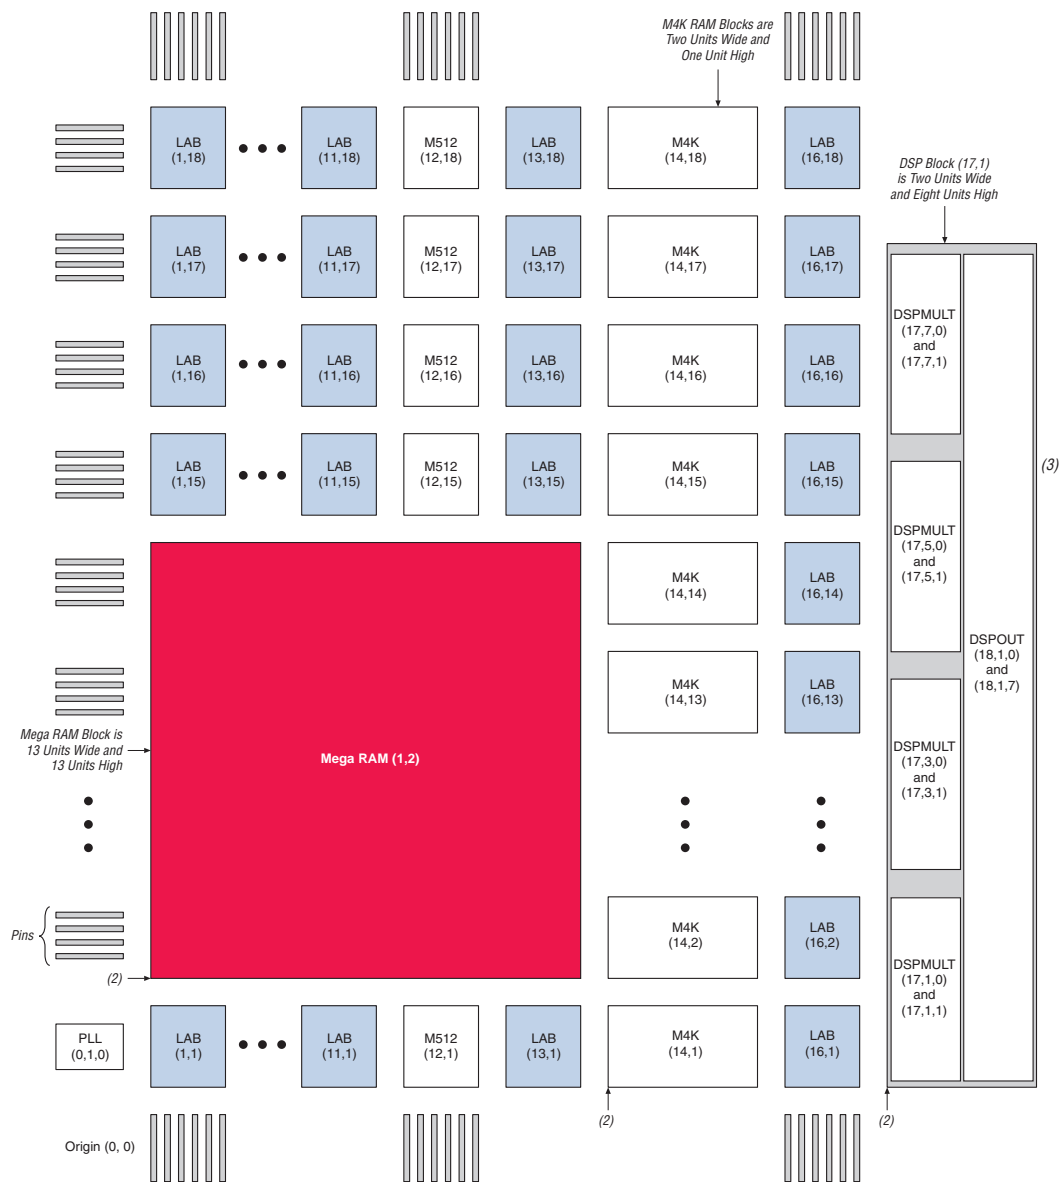 M4K RAM Blocks are
Two Units Wide and
One Unit High
LAB
(1,18)
LAB
(11,18)
M512
(12,18)
LAB
(13,18)
M4K
(14,18)
LAB
(16,18)
DSP Block (17,1)
is Two Units Wide
and Eight Units High
LAB
(1,17)
LAB
(11,17)
M512
(12,17)
LAB
(13,17)
M4K
(14,17)
LAB
(16,17)
DSPMULT
(17,7,0)
and
(17,7,1)
LAB
(1,16)
LAB
(11,16)
M512
(12,16)
LAB
(13,16)
M4K
(14,16)
LAB
(16,16)
LAB
(1,15)
LAB
(11,15)
M512
(12,15)
LAB
(13,15)
M4K
(14,15)
LAB
(16,15)
(3)
DSPMULT
(17,5,0)
and
(17,5,1)
M4K
(14,14)
LAB
(16,14)
DSPOUT
(18,1,0)
and
(18,1,7)
M4K
(14,13)
LAB
(16,13)
Mega RAM Block is
13 Units Wide and
13 Units High
Mega RAM (1,2)
DSPMULT
(17,3,0)
and
(17,3,1)
Pins
M4K
(14,2)
LAB
(16,2)
DSPMULT
(17,1,0)
and
(17,1,1)
(2)
PLL
(0,1,0)
LAB
(1,1)
LAB
(11,1)
M512
(12,1)
LAB
(13,1)
M4K
(14,1)
LAB
(16,1)
(2)
(2)
Origin (0, 0)